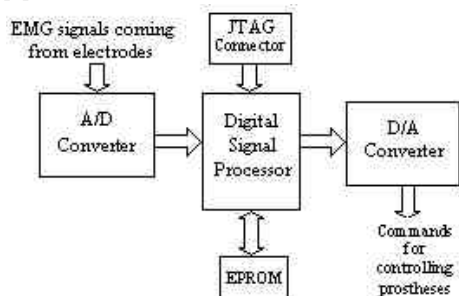 EMG signals coming
from electrodes
JTAG
Connector
A/D
Converter
Digital
Signal
Processor
D/A
Converter
EPROM
Commands
for
controlling
prostheses